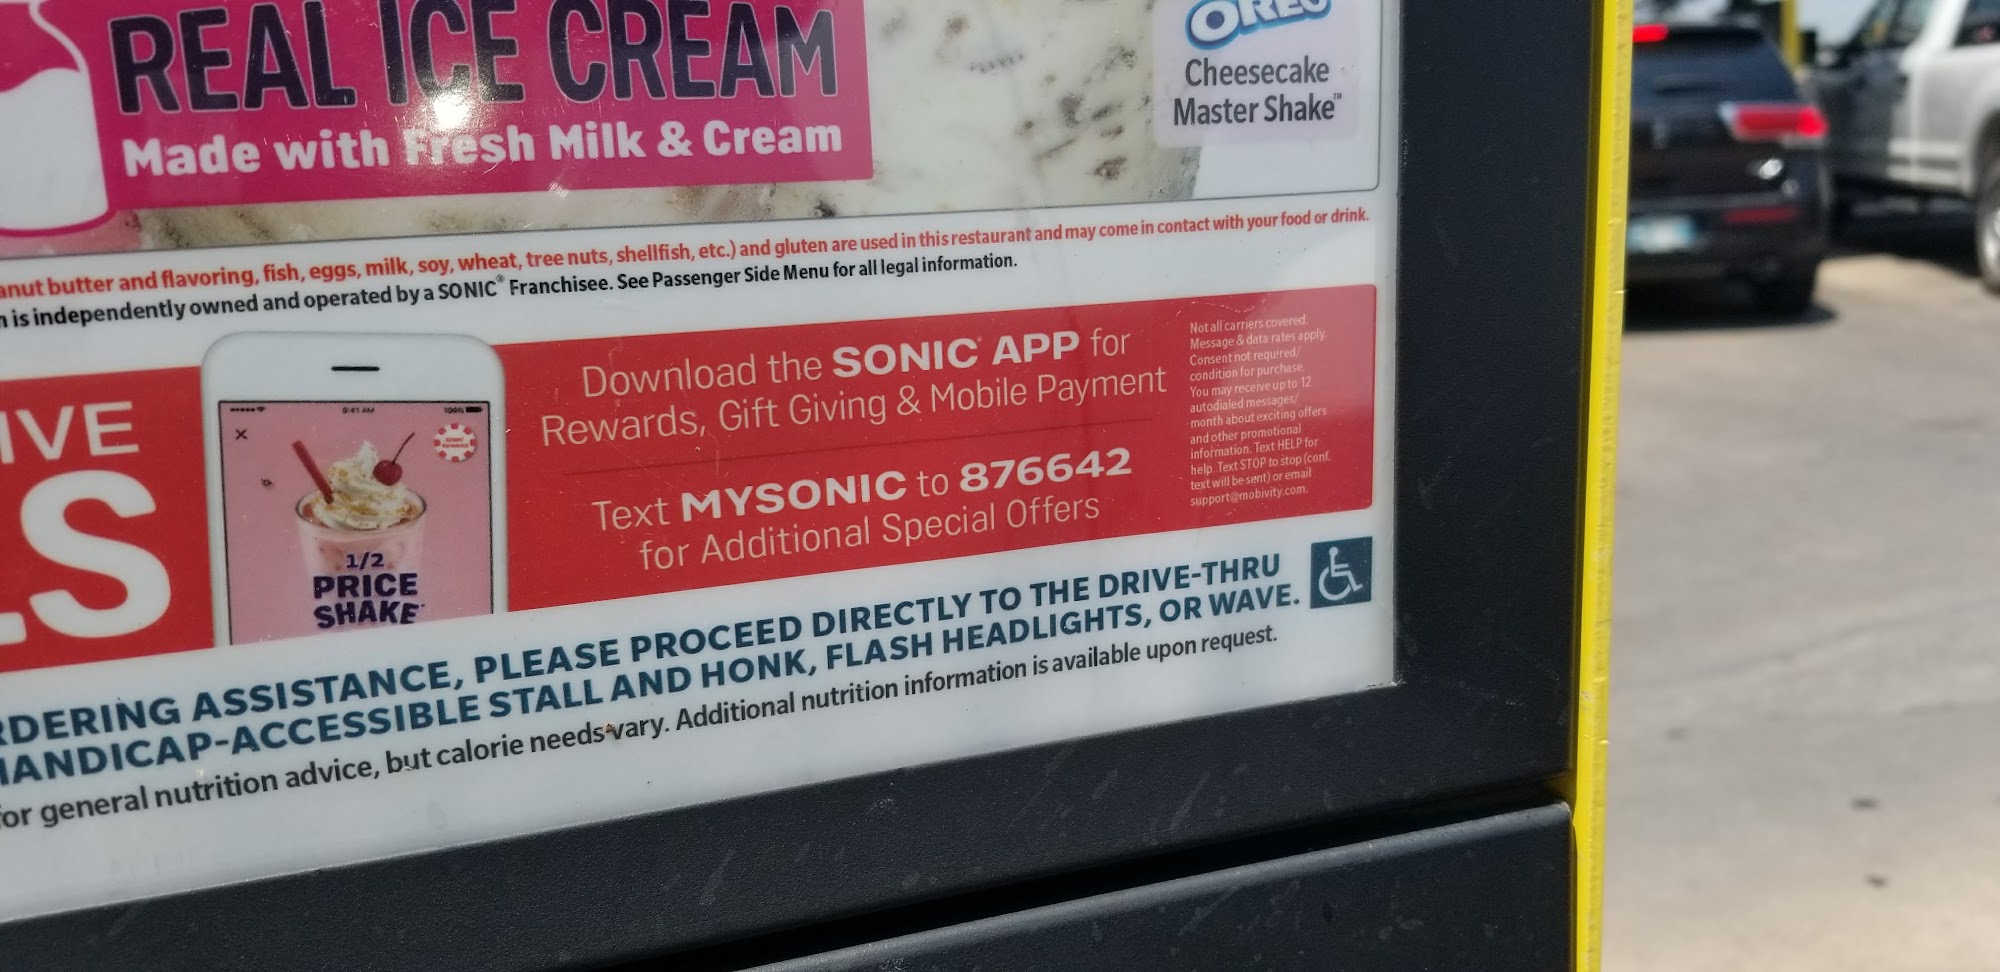 REAL ICE CREAM
Made with Fresh Milk & Cream
OREO
Cheesecake
Master Shake™
anut butter and flavoring, fish, eggs, milk, soy, wheat, tree nuts, shellfish, etc.) and gluten are used in this restaurant and may come in contact with your food or drink.
n is independently owned and operated by a SONIC® Franchisee. See Passenger Side Menu for all legal information.
IVE
LS
9:41 AM
100%
1/2
PRICE
SHAKE
Download the SONIC APP for
Rewards, Gift Giving & Mobile Payment
Text MYSONIC to 876642
for Additional Special Offers
Not all carriers covered.
Message & data rates apply.
Consent not required/
condition for purchase.
You may receive up to 12
autodialed messages/
month about exciting offers
and other promotional
information. Text HELP for
help. Text STOP to stop (conf.
text will be sent) or email
support@mobivity.com.
RDERING ASSISTANCE, PLEASE PROCEED DIRECTLY TO THE DRIVE-THRU
HANDICAP-ACCESSIBLE STALL AND HONK, FLASH HEADLIGHTS, OR WAVE.
for general nutrition advice, but calorie needs vary. Additional nutrition information is available upon request.